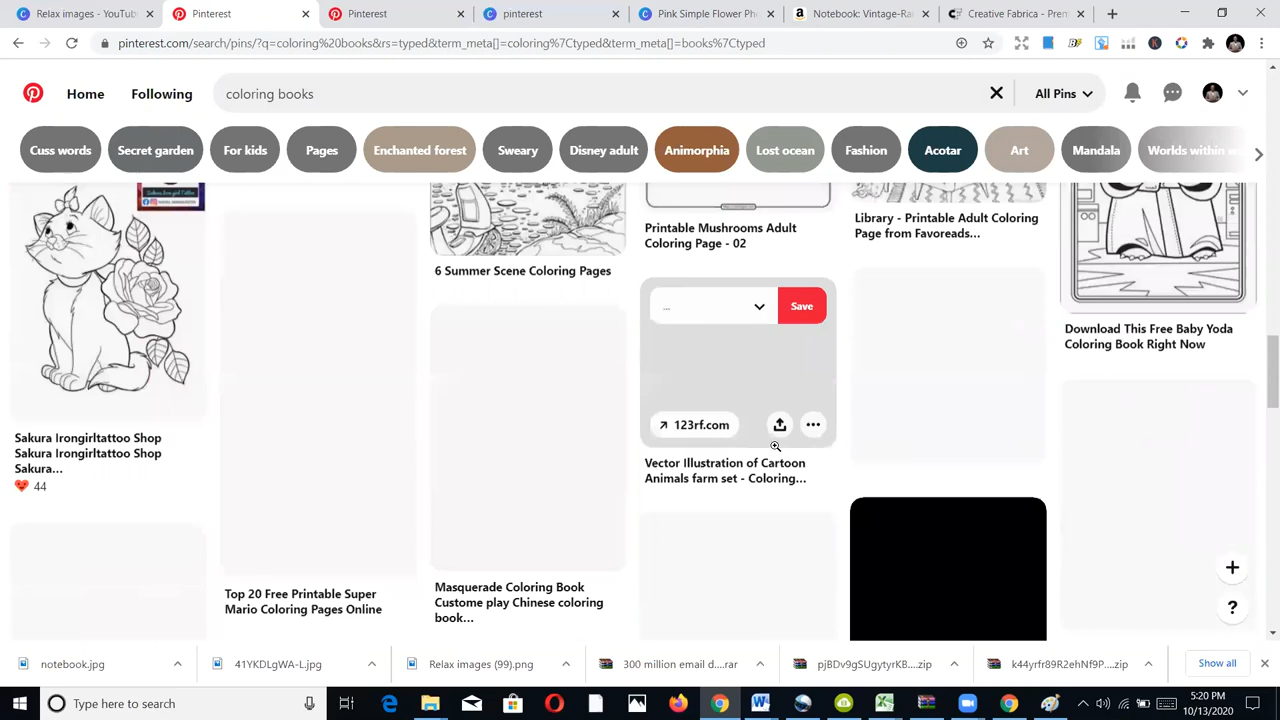 Relax images - YouTu
Pinterest
Pinterest
pinterest
Pink Simple Flower Ph
Notebook: Vintage-Ra
Creative Fabrica - Prem
pinterest.com/search/pins/?q=coloring%20books&rs=typed&term_meta[]=coloring%7Ctyped&term_meta[]=books%7Ctyped
Home
Following
coloring books
All Pins
Cuss words
Secret garden
For kids
Pages
Enchanted forest
Sweary
Disney adult
Animorphia
Lost ocean
Fashion
Acotar
Art
Mandala
Worlds within w
Sakura Irongirltattoo Shop
Sakura Irongirltattoo Shop
Sakura...
44
Top 20 Free Printable Super
Mario Coloring Pages Online
6 Summer Scene Coloring Pages
Masquerade Coloring Book
Custome play Chinese coloring
book...
Printable Mushrooms Adult
Coloring Page - 02
...
Save
123rf.com
Vector Illustration of Cartoon
Animals farm set - Coloring...
Library - Printable Adult Coloring
Page from Favoreads...
Download This Free Baby Yoda
Coloring Book Right Now
+
?
notebook.jpg
41YKDLgWA-L.jpg
Relax images (99).png
300 million email d....rar
pjBDv9gSUgytyrKB....zip
k44yrfr89R2ehNf9P....zip
Show all
Type here to search
5:20 PM
10/13/2020